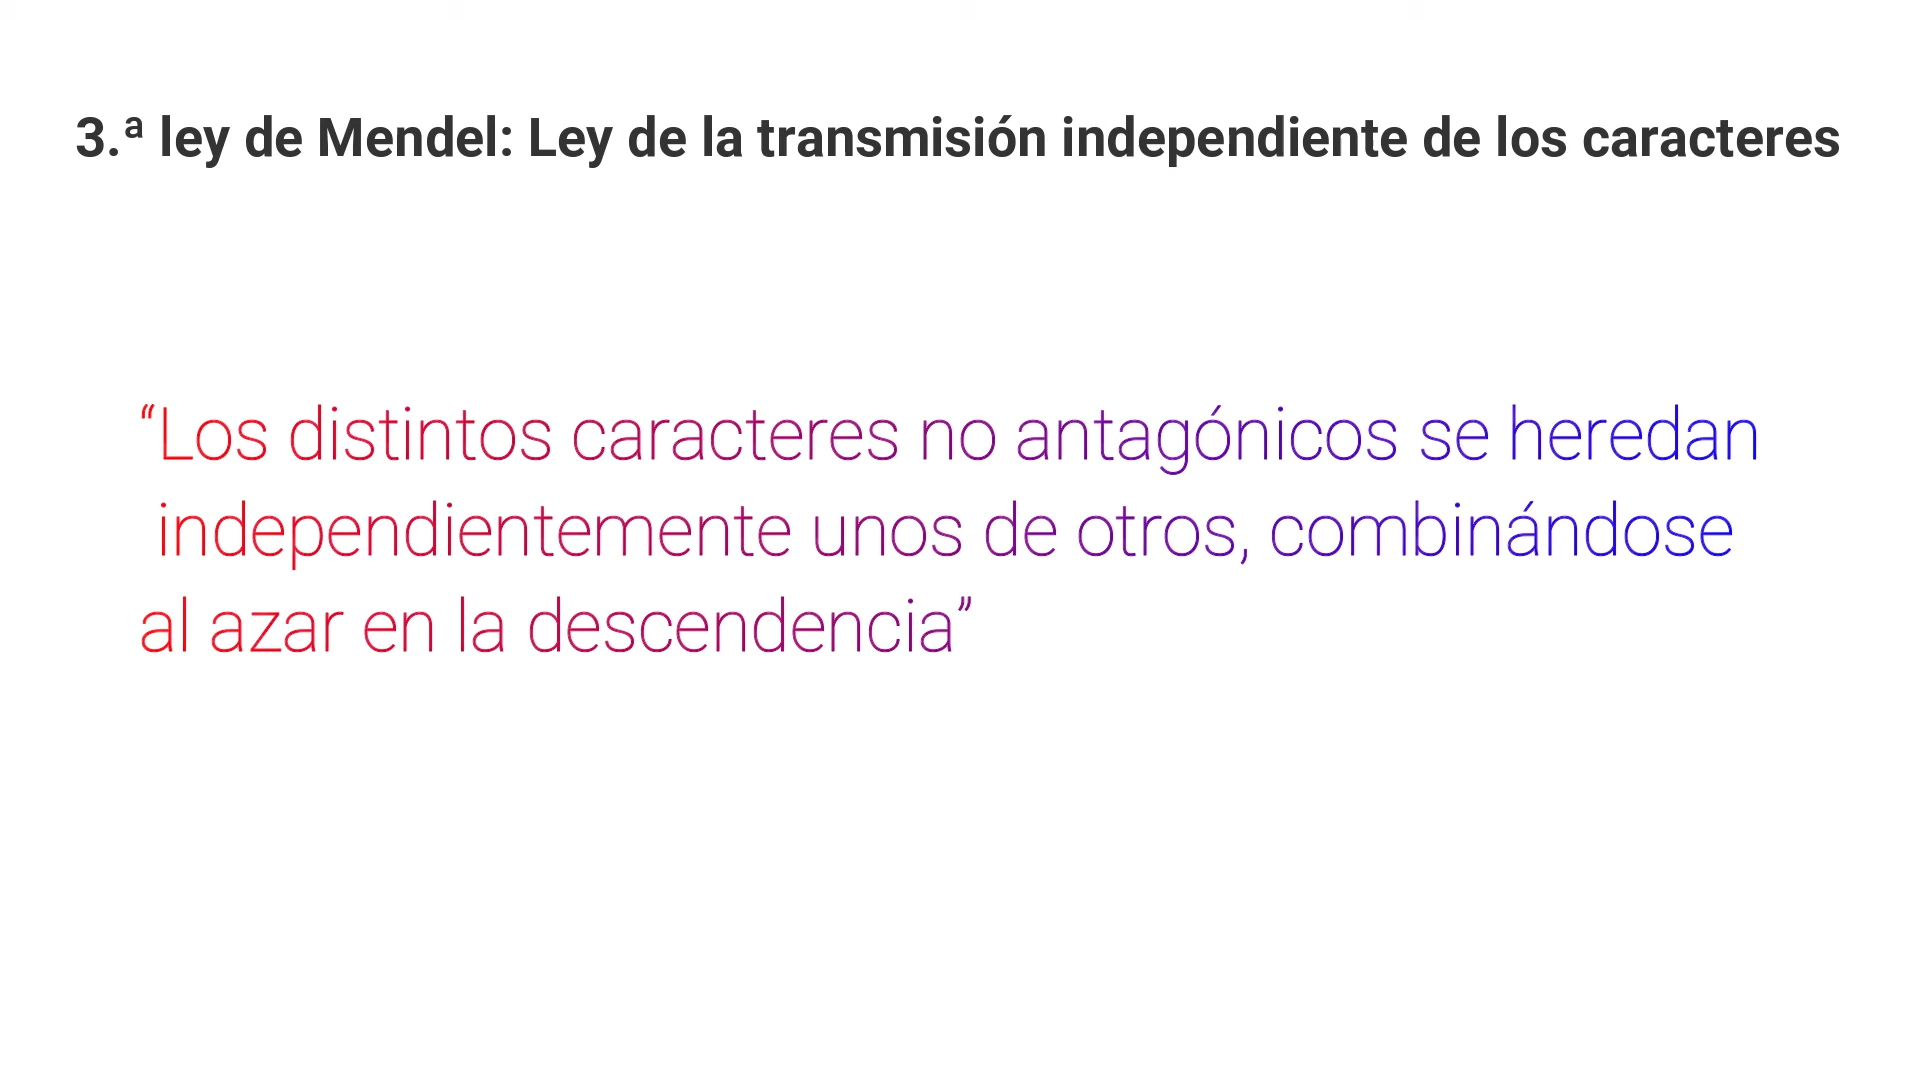 3.ª ley de Mendel: Ley de la transmisión independiente de los caracteres
“Los distintos caracteres no antagónicos se heredan
independientemente unos de otros, combinándose
al azar en la descendencia”